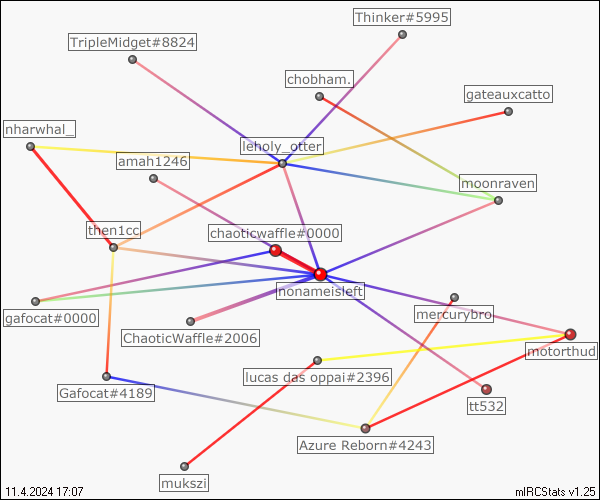 Thinker#5995
TripleMidget#8824
chobham.
gateauxcatto
nharwhal_
leholy_otter
amah1246
moonraven
then1cc
chaoticwaffle#0000
nonameisleft
gafocat#0000
mercurybro
ChaoticWaffle#2006
motorthud
lucas das oppai#2396
Gafocat#4189
tt532
Azure Reborn#4243
mukszi
11.4.2024 17:07
mIRCStats v1.25